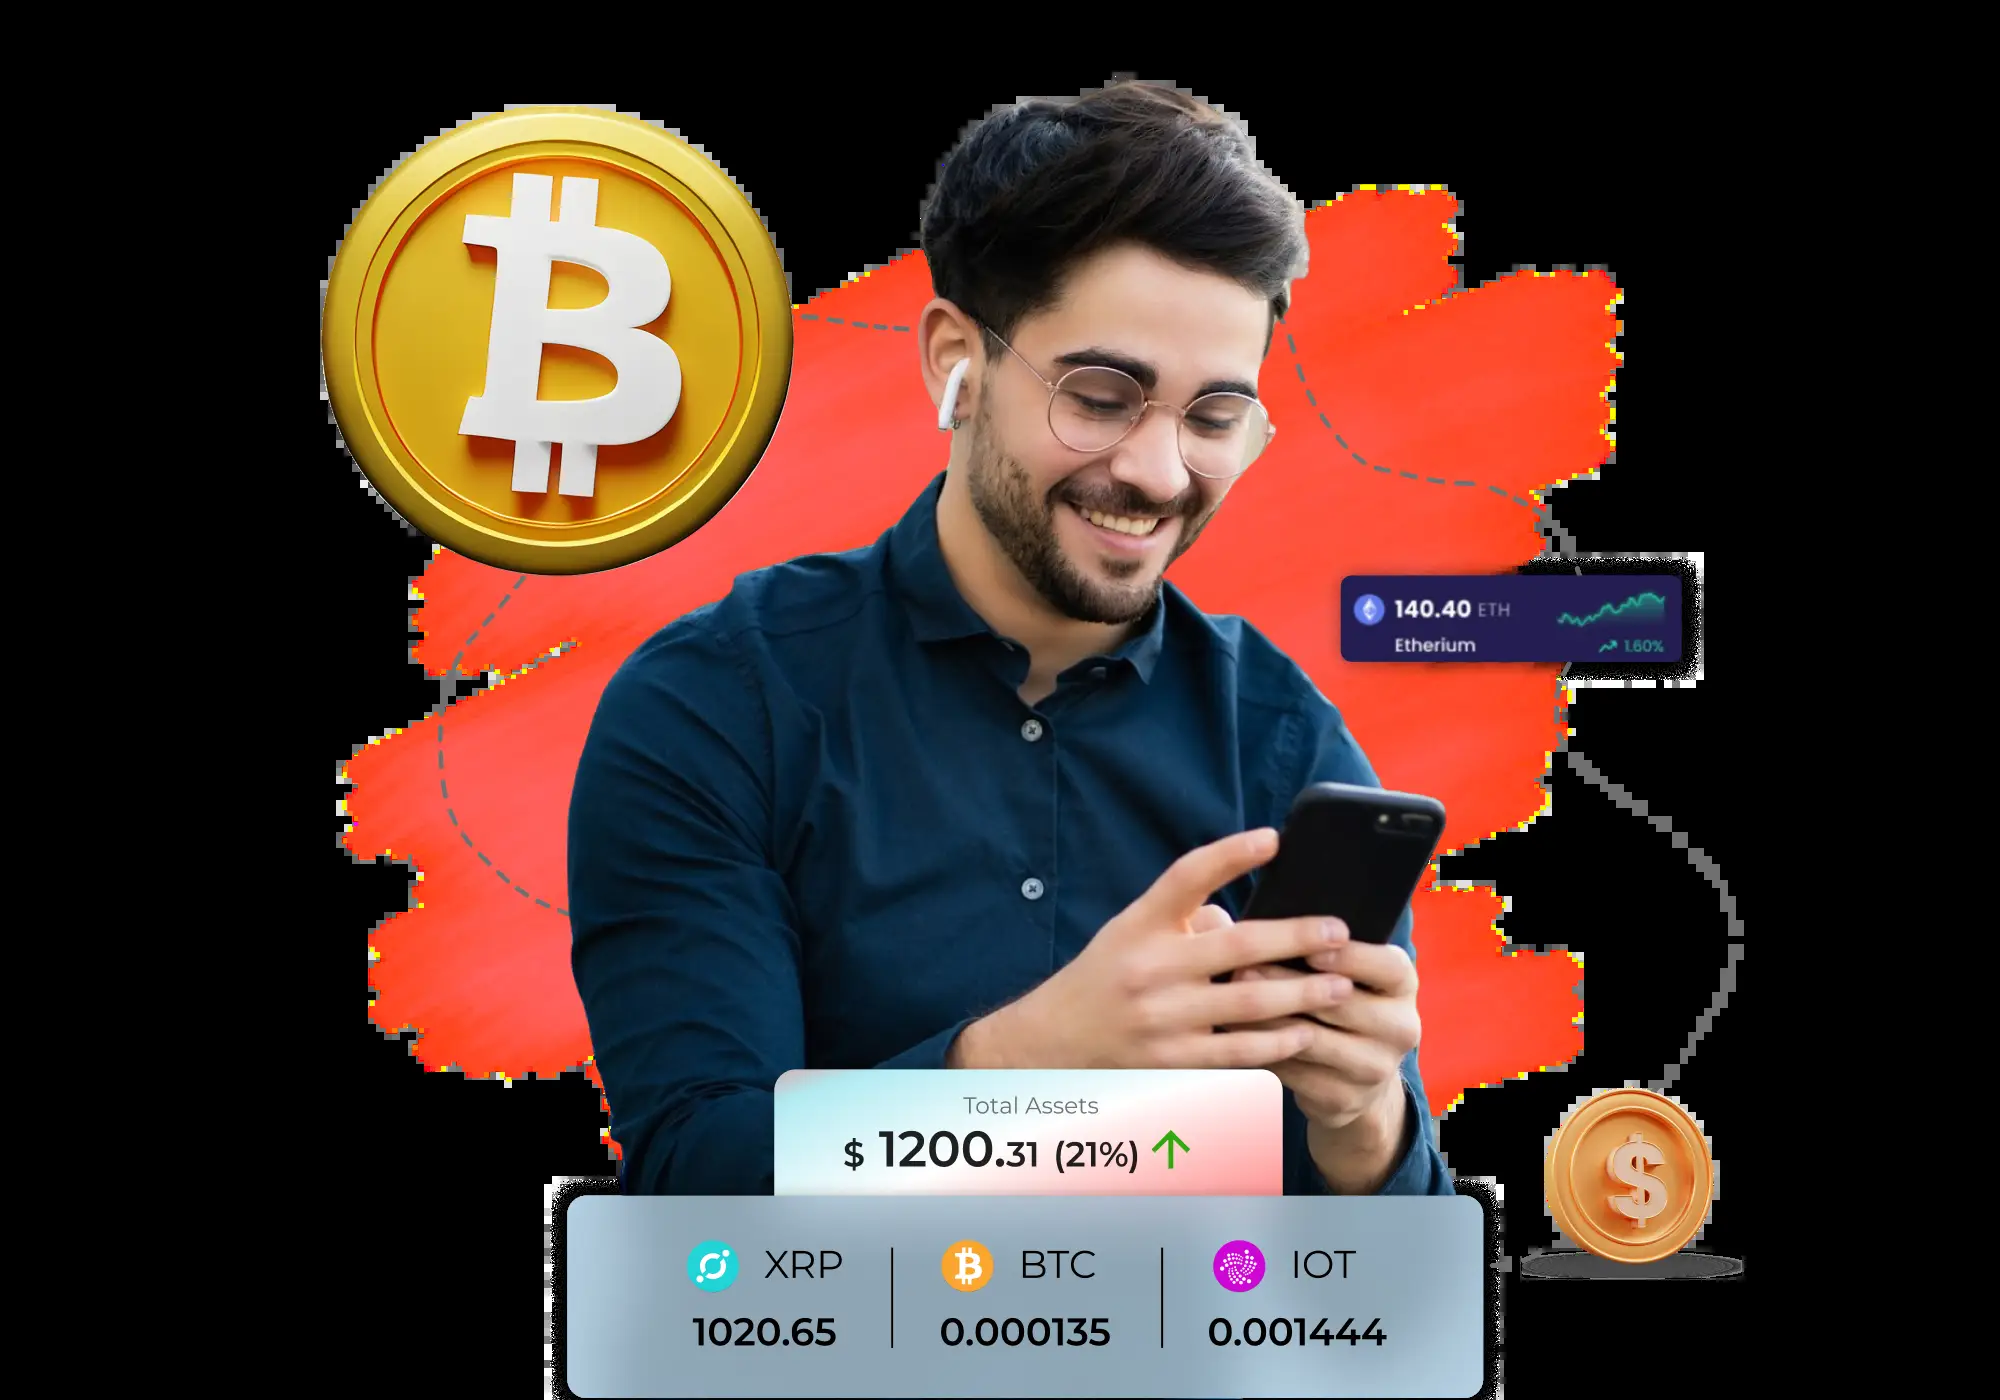 140.40 ETH
Etherium
1.60%
Total Assets
$ 1200.31 (21%)
XRP
1020.65
BTC
0.000135
IOT
0.001444